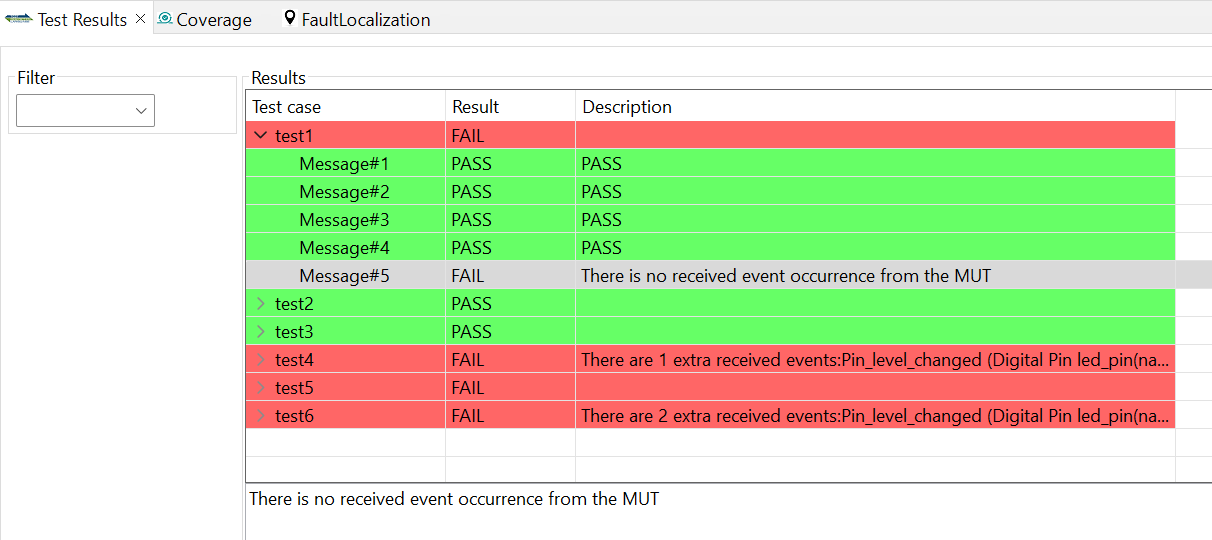 Test Results Coverage FaultLocalization
Filter
Results
Test case Result Description
test1 FAIL
Message#1 PASS PASS
Message#2 PASS PASS
Message#3 PASS PASS
Message#4 PASS PASS
Message#5 FAIL There is no received event occurrence from the MUT
test2 PASS
test3 PASS
test4 FAIL There are 1 extra received events:Pin_level_changed (Digital Pin led_pin(na...
test5 FAIL
test6 FAIL There are 2 extra received events:Pin_level_changed (Digital Pin led_pin(na...
There is no received event occurrence from the MUT